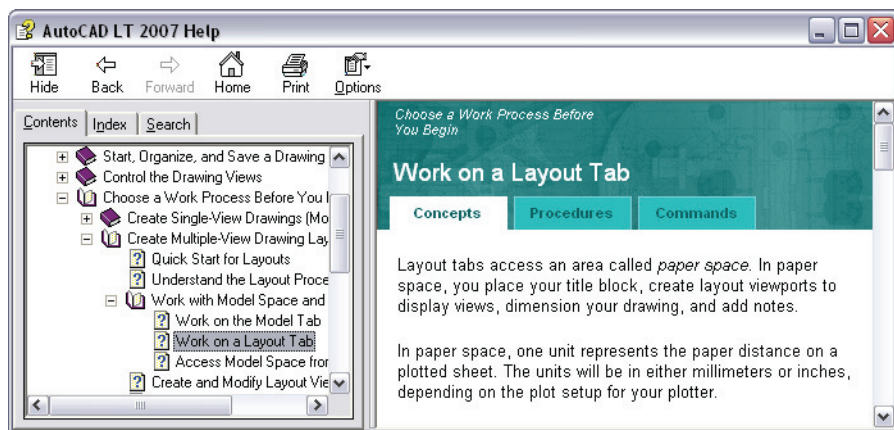 AutoCAD LT 2007 Help
Hide Back Forward Home Print Options
Contents Index Search
Start, Organize, and Save a Drawing
Control the Drawing Views
Choose a Work Process Before You
Create Single-View Drawings (Mo
Create Multiple-View Drawing Lay
Quick Start for Layouts
Understand the Layout Proce
Work with Model Space and
Work on the Model Tab
Work on a Layout Tab
Access Model Space from
Create and Modify Layout Vie
Choose a Work Process Before
You Begin
Work on a Layout Tab
Concepts Procedures Commands
Layout tabs access an area called paper space. In paper
space, you place your title block, create layout viewports to
display views, dimension your drawing, and add notes.
In paper space, one unit represents the paper distance on a
plotted sheet. The units will be in either millimeters or inches,
depending on the plot setup for your plotter.